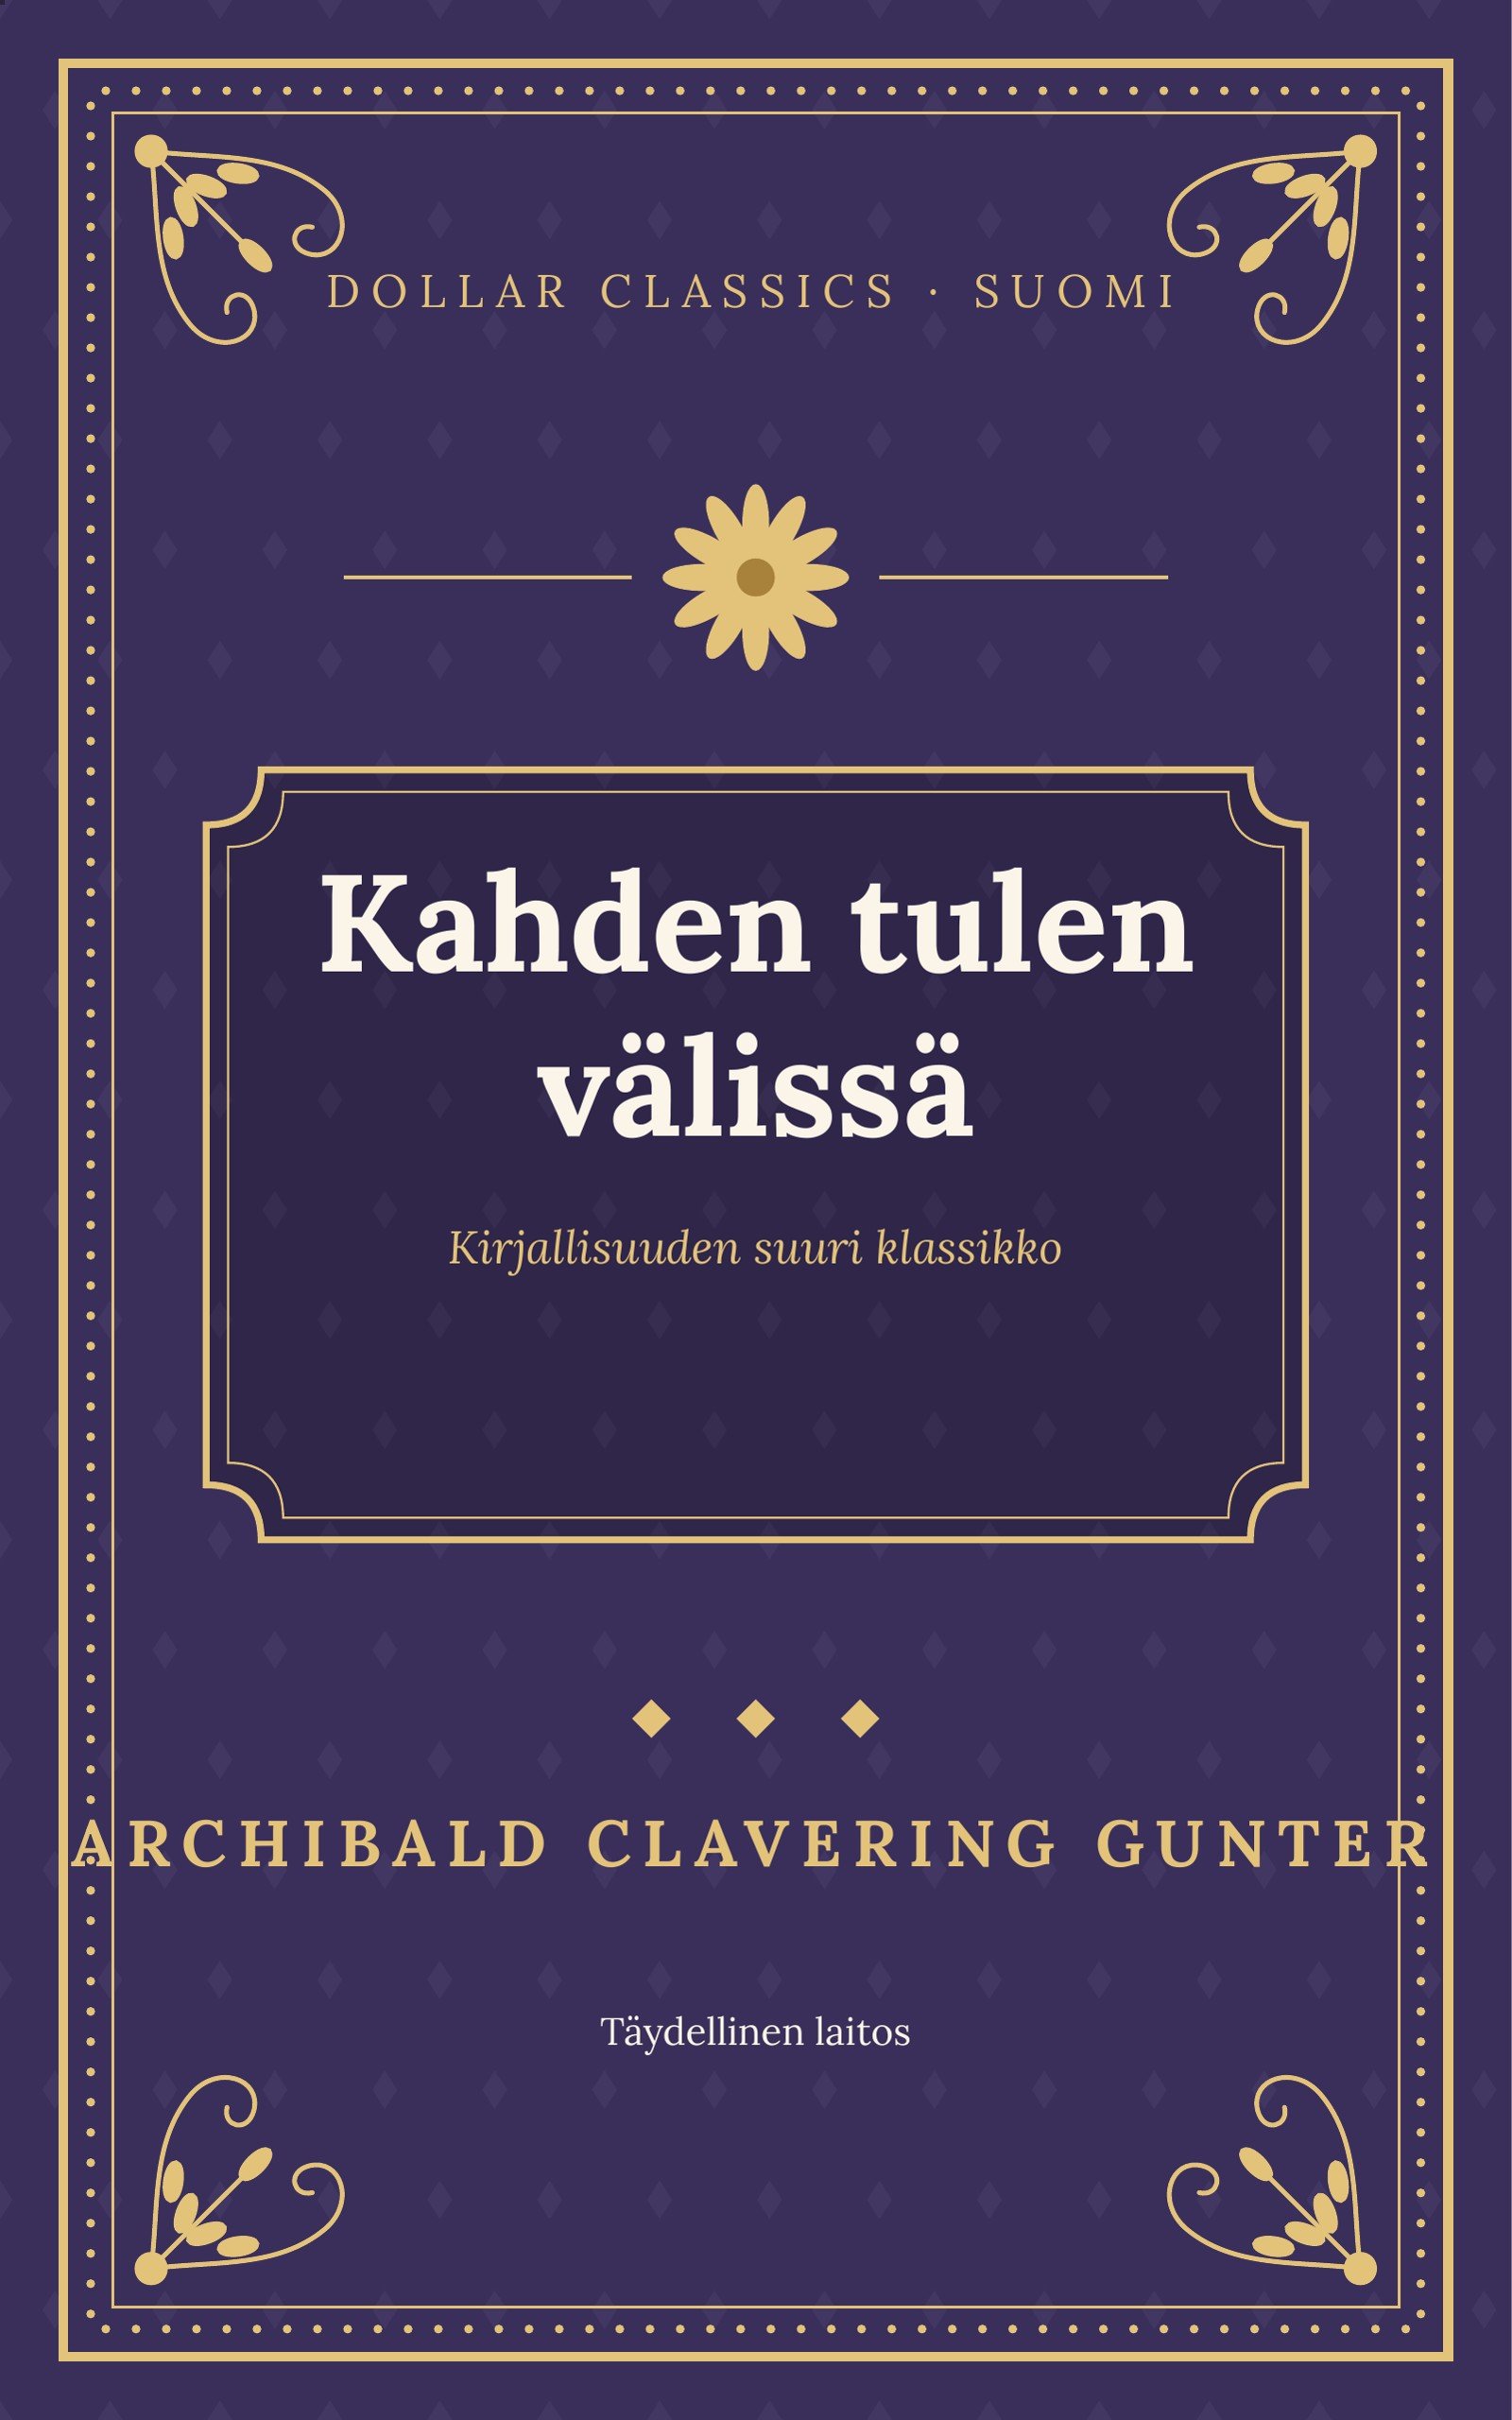 DOLLAR CLASSICS · SUOMI
Kahden tulen
välissä
Kirjallisuuden suuri klassikko
ARCHIBALD CLAVERING GUNTER
Täydellinen laitos